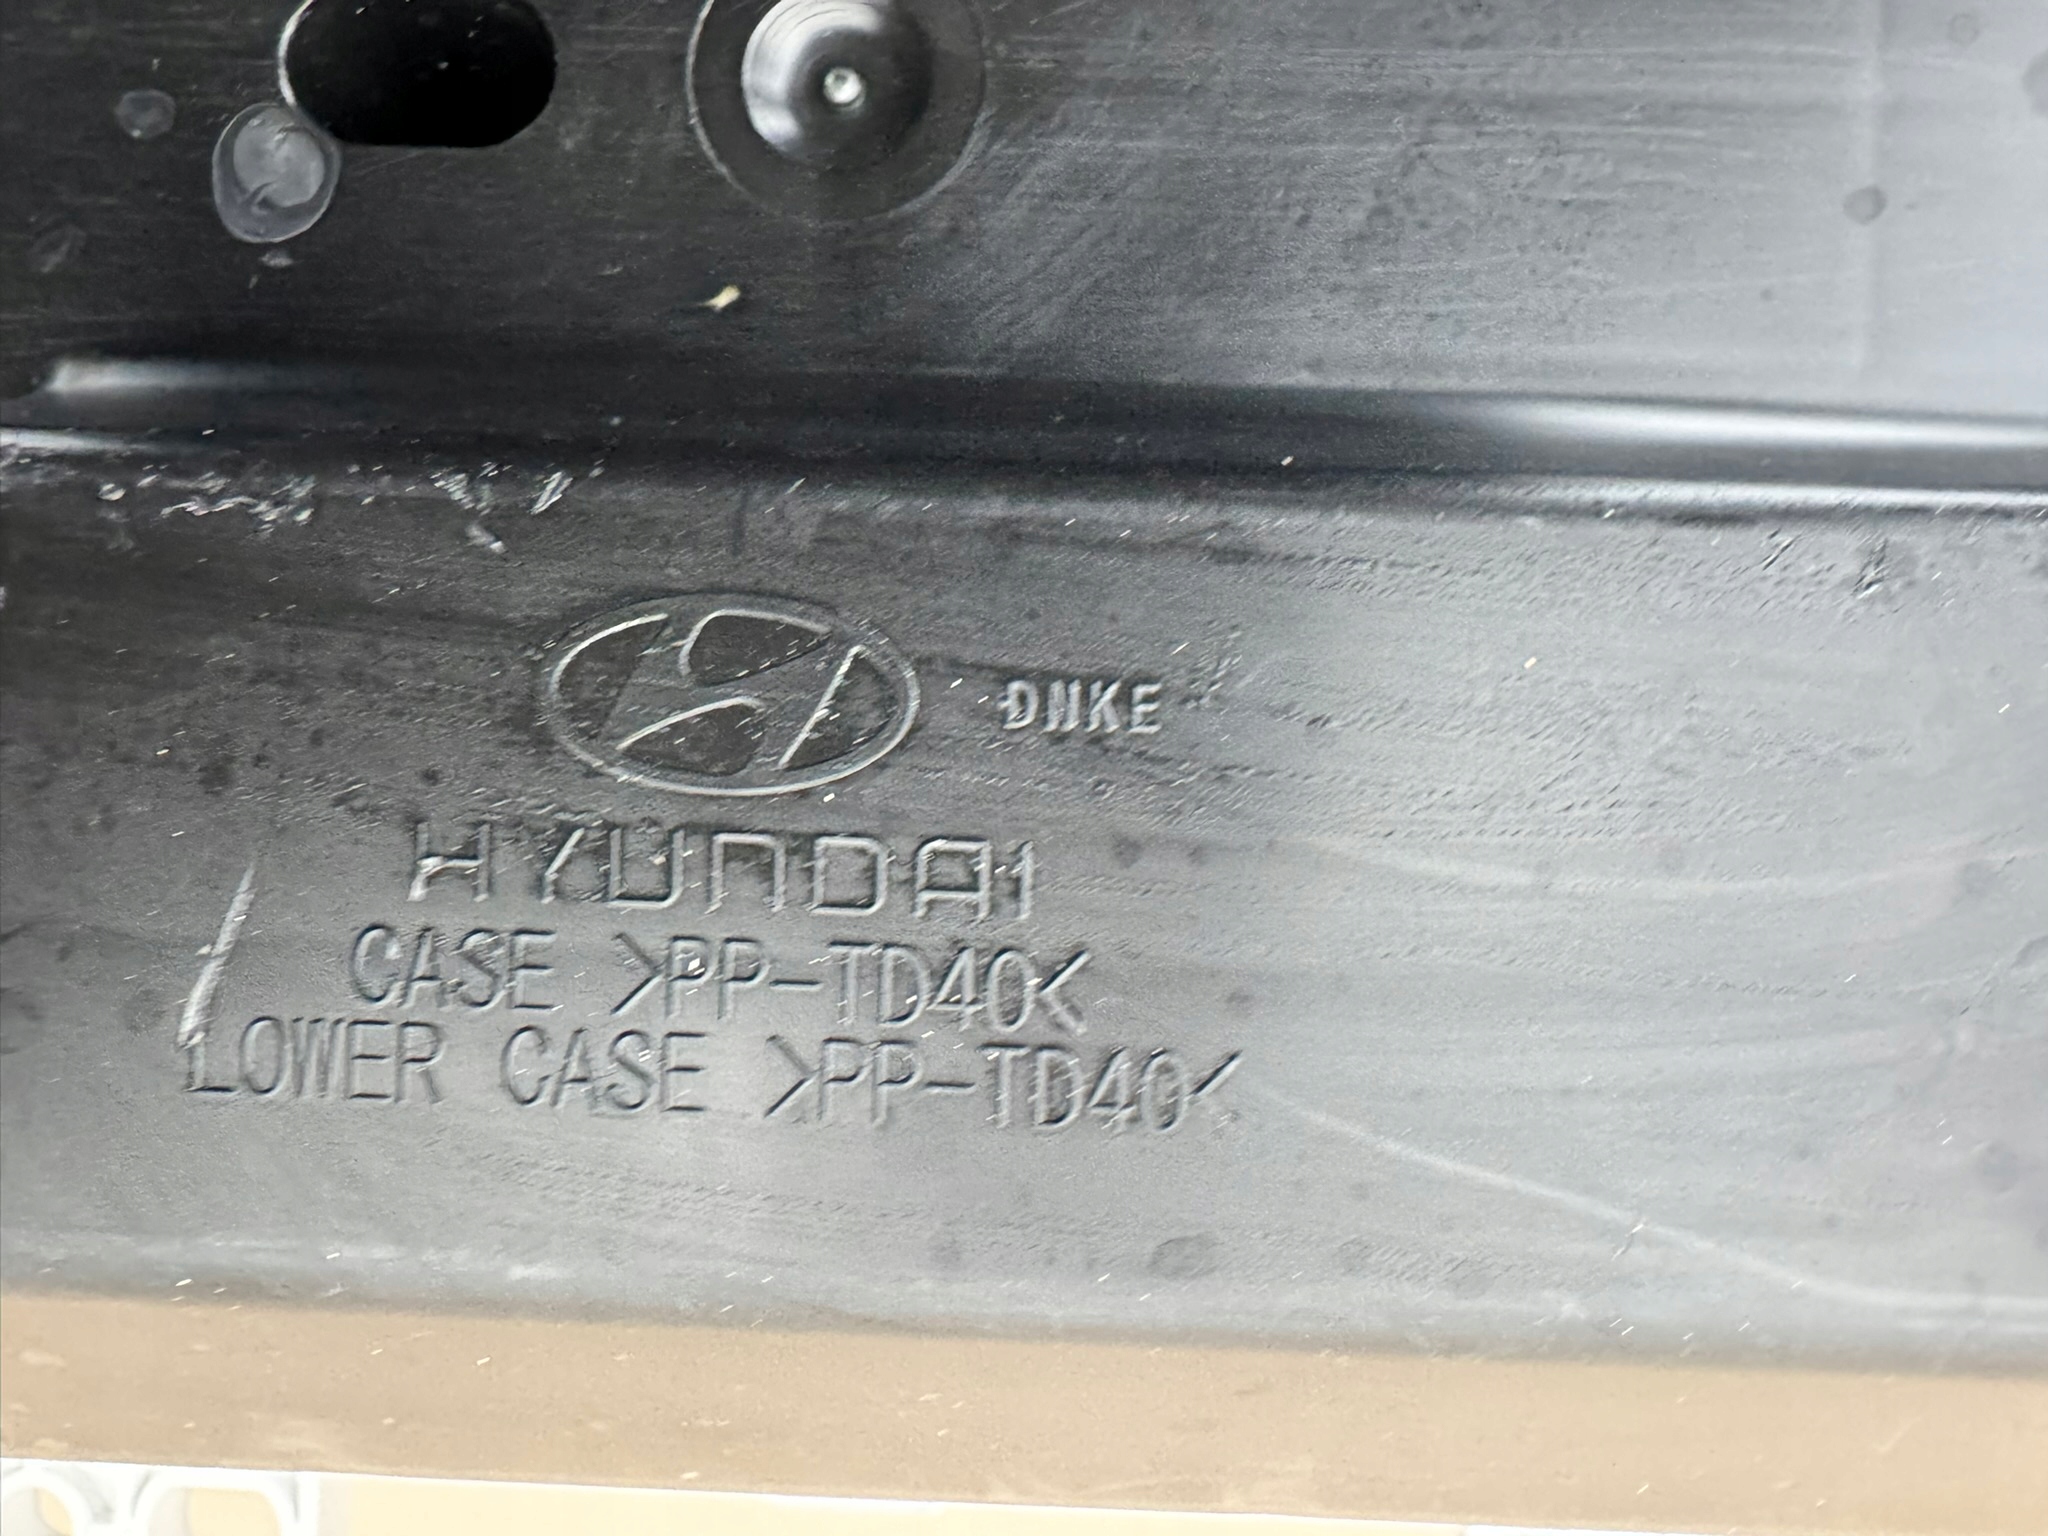 DNKE
HYUNDAI
CASE >PP-TD40<
LOWER CASE >PP-TD40<